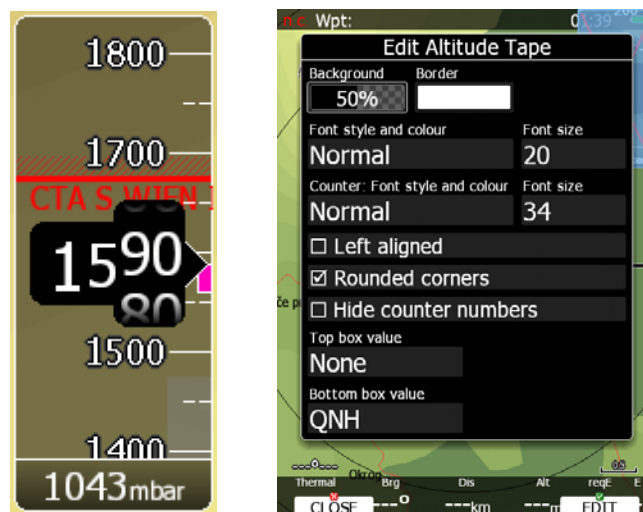 1800
1700
CTA S WIEN
1590
80
1500
1400
1043mbar
Wpt:
Edit Altitude Tape
Background Border
50%
Font style and colour Font size
Normal 20
Counter: Font style and colour Font size
Normal 34
Left aligned
Rounded corners
Hide counter numbers
Top box value
None
Bottom box value
QNH
Thermal Brg Dis Alt reqE E
CLOSE ---° ---km ---m EDIT